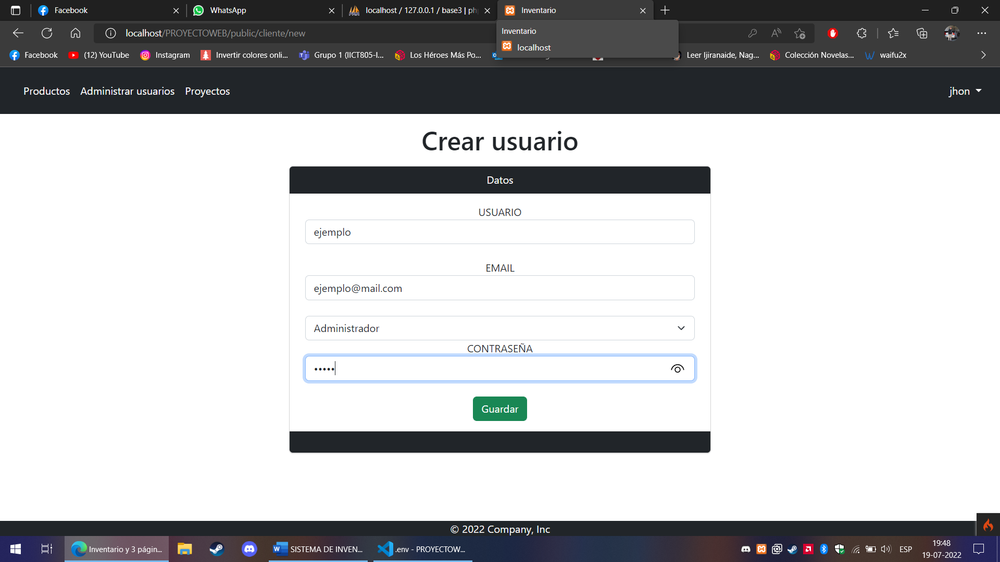 Facebook
WhatsApp
localhost / 127.0.0.1 / base3 | ph
Inventario
localhost/PROYECTOWEB/public/cliente/new
Inventario
localhost
Facebook
(12) YouTube
Instagram
Invertir colores onli...
Grupo 1 (IICT805-I...
Los Héroes Más Po...
Leer Ijiranaide, Nag...
Colección Novelas...
waifu2x
Productos
Administrar usuarios
Proyectos
jhon
Crear usuario
Datos
USUARIO
ejemplo
EMAIL
ejemplo@mail.com
Administrador
CONTRASEÑA
•••••
Guardar
© 2022 Company, Inc
Inventario y 3 págin...
SISTEMA DE INVEN...
.env - PROYECTOW...
ESP
19:48
19-07-2022